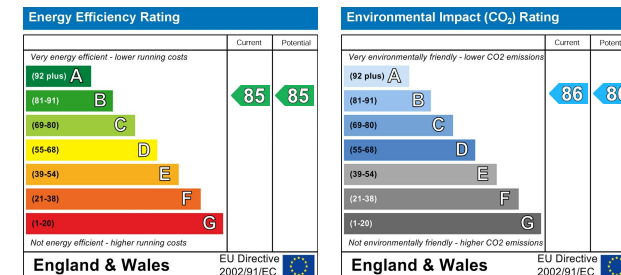 Energy Efficiency Rating
Current Potential
Very energy efficient - lower running costs
(92 plus) A
(81-91) B
85 85
(69-80) C
(55-68) D
(39-54) E
(21-38) F
(1-20) G
Not energy efficient - higher running costs
England & Wales
EU Directive
2002/91/EC
Environmental Impact (CO₂) Rating
Current Potent
Very environmentally friendly - lower CO2 emissions
(92 plus) A
(81-91) B
86
(69-80) C
(55-68) D
(39-54) E
(21-38) F
(1-20) G
Not environmentally friendly - higher CO2 emissions
England & Wales
EU Directive
2002/91/EC